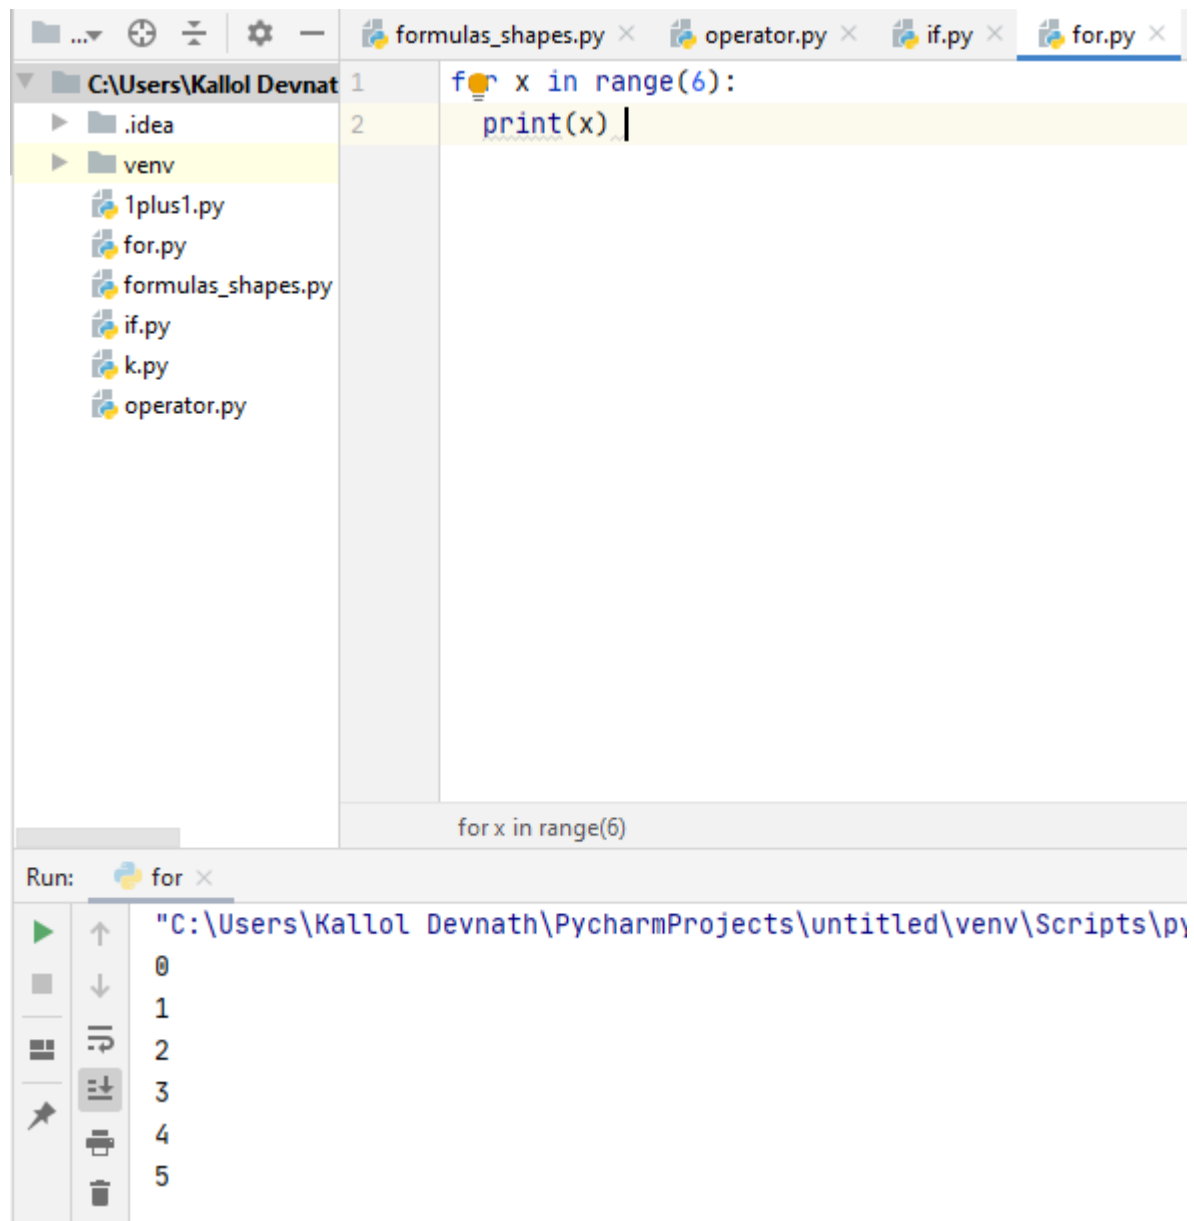 ...
formulas_shapes.py operator.py if.py for.py
C:\Users\Kallol Devnat
.idea
venv
1plus1.py
for.py
formulas_shapes.py
if.py
k.py
operator.py
1 for x in range(6):
2 print(x)
for x in range(6)
Run: for
"C:\Users\Kallol Devnath\PycharmProjects\untitled\venv\Scripts\py
0
1
2
3
4
5